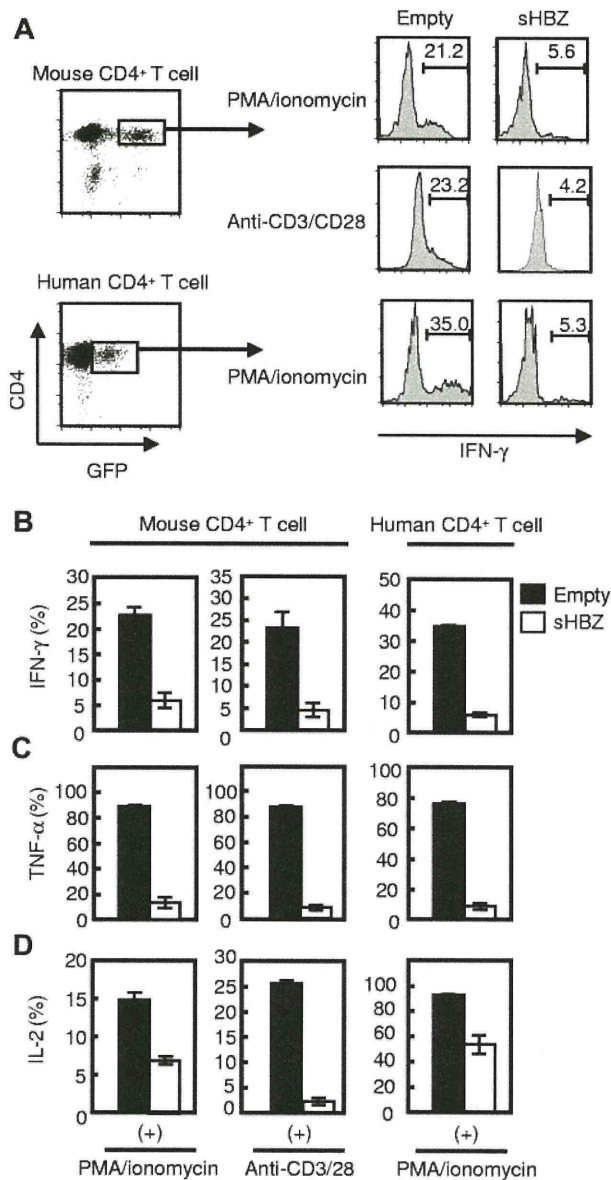 A
Empty
sHBZ
Mouse CD4+ T cell
PMA/ionomycin
21.2
5.6
Anti-CD3/CD28
23.2
4.2
Human CD4+ T cell
PMA/ionomycin
35.0
5.3
CD4
GFP
IFN-γ
B
Mouse CD4+ T cell
Human CD4+ T cell
IFN-γ (%)
30
25
20
15
10
5
0
35
30
25
20
15
10
5
0
50
40
30
20
10
0
Empty
sHBZ
C
TNF-α (%)
100
80
60
40
20
0
100
80
60
40
20
0
100
80
60
40
20
0
D
IL-2 (%)
20
15
10
5
0
30
25
20
15
10
5
0
100
80
60
40
20
0
(+)
(+)
(+)
PMA/ionomycin
Anti-CD3/28
PMA/ionomycin